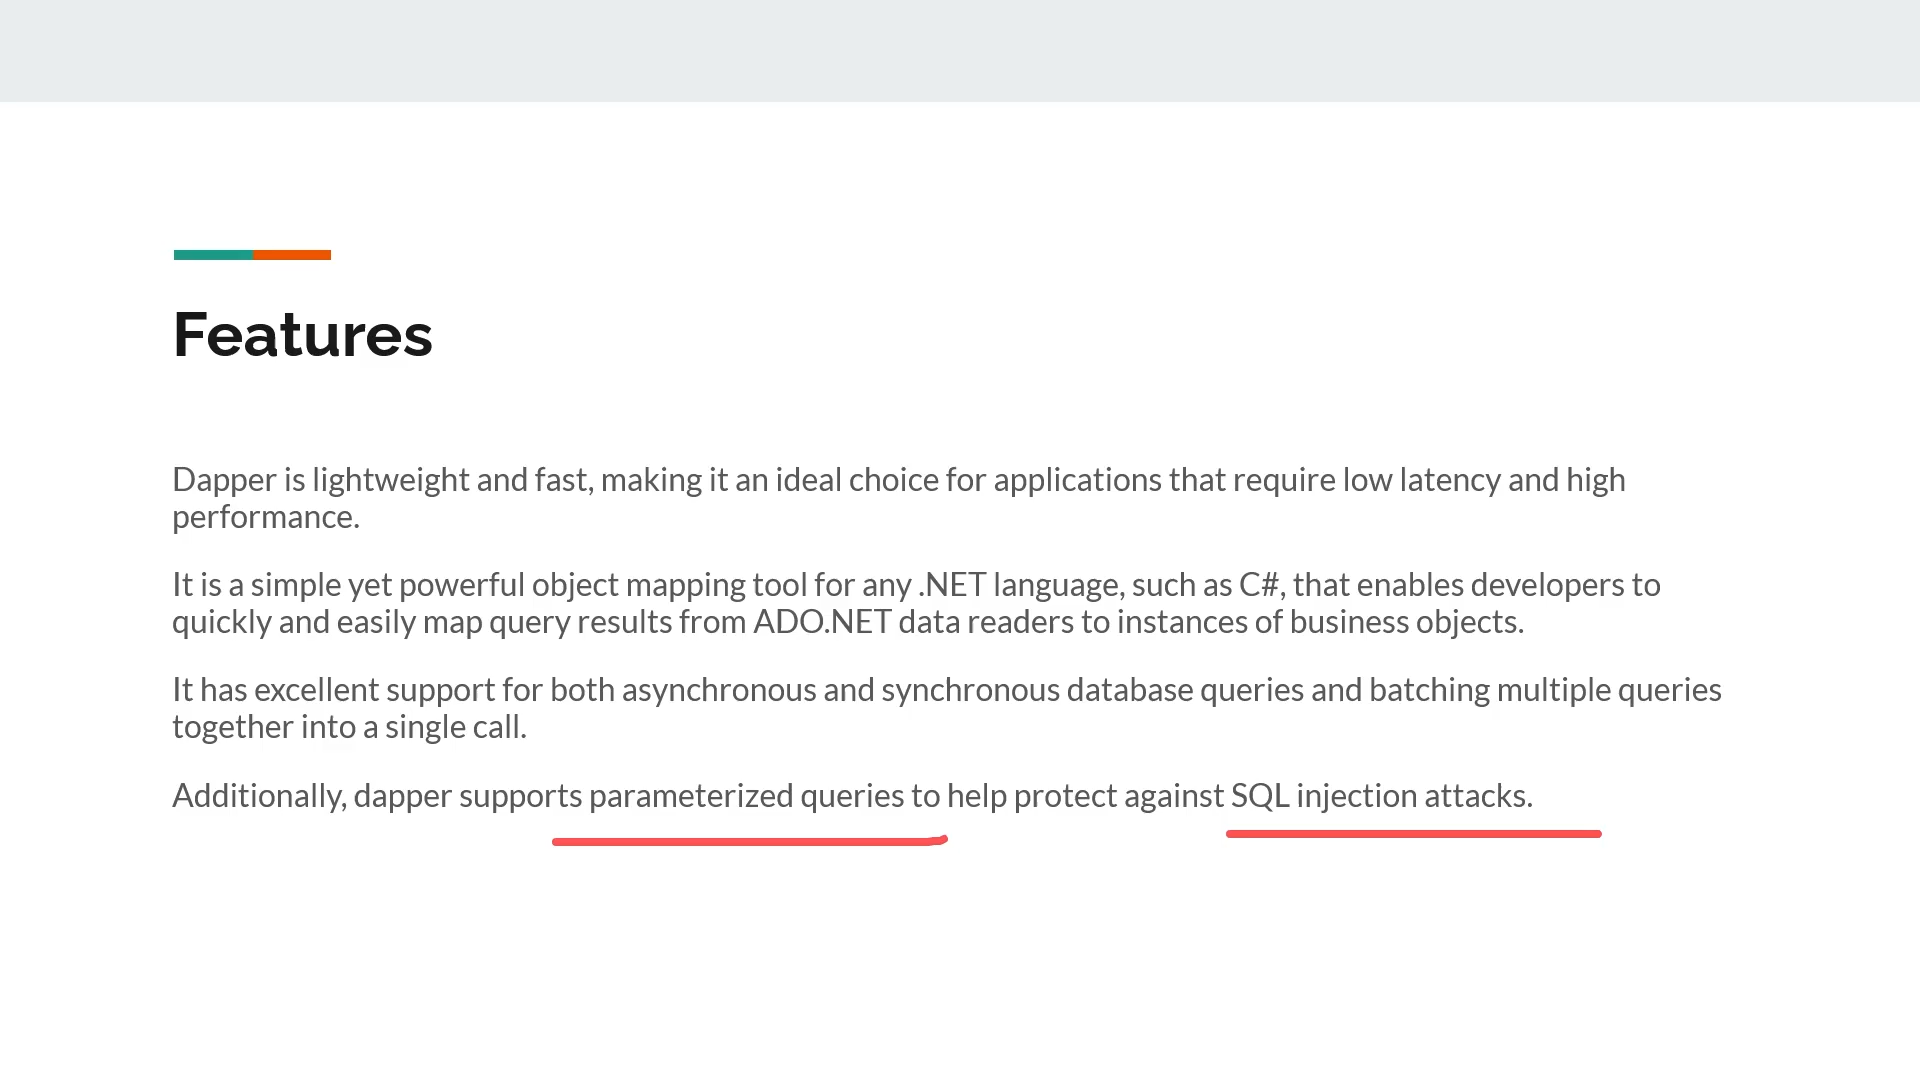 Features
Dapper is lightweight and fast, making it an ideal choice for applications that require low latency and high
performance.
It is a simple yet powerful object mapping tool for any .NET language, such as C#, that enables developers to
quickly and easily map query results from ADO.NET data readers to instances of business objects.
It has excellent support for both asynchronous and synchronous database queries and batching multiple queries
together into a single call.
Additionally, dapper supports parameterized queries to help protect against SQL injection attacks.